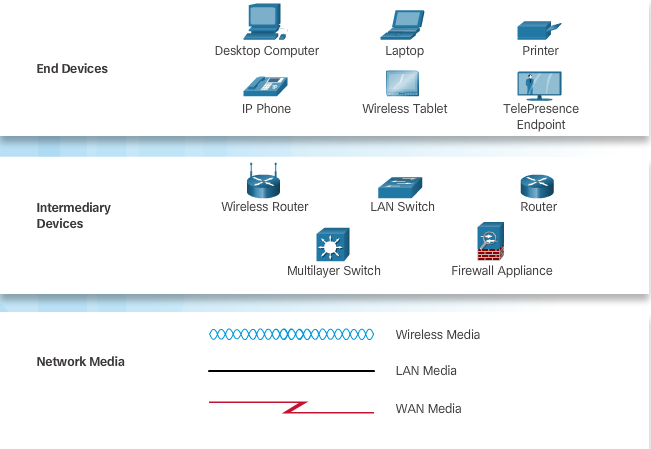 Desktop Computer
Laptop
Printer
End Devices
IP Phone
Wireless Tablet
TelePresence
Endpoint
Intermediary
Devices
Wireless Router
LAN Switch
Router
Multilayer Switch
Firewall Appliance
Network Media
Wireless Media
LAN Media
WAN Media